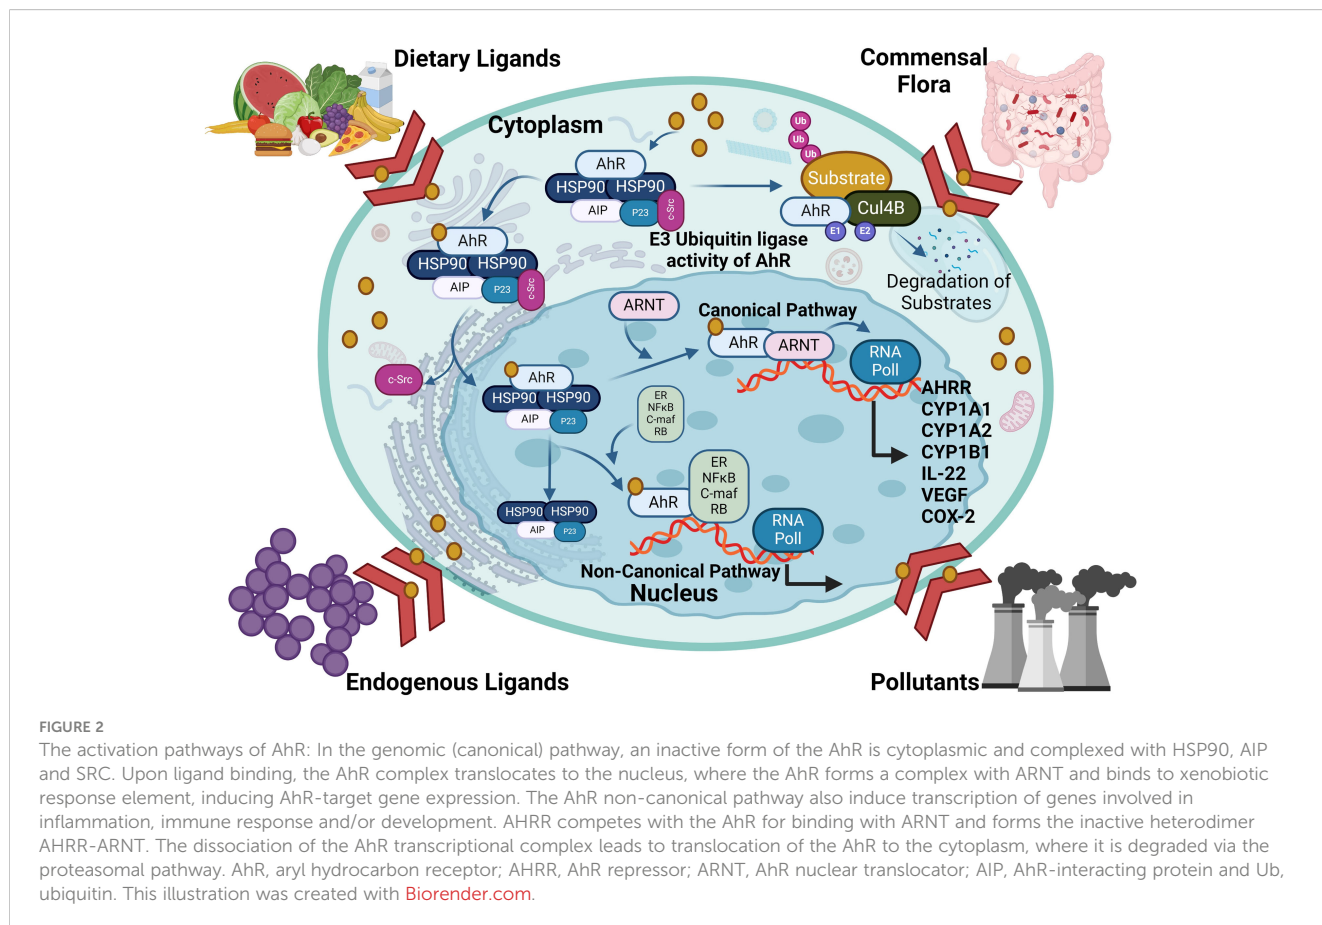 Dietary Ligands
Commensal
Flora
Cytoplasm
AhR
HSP90 HSP90
AIP P23 c-Src
Ub
Ub
Ub
Substrate
AhR Cul4B
E1 E2
E3 Ubiquitin ligase
activity of AhR
Degradation of
Substrates
AhR
HSP90 HSP90
AIP P23 c-Src
c-Src
ARNT
Canonical Pathway
AhR ARNT
RNA
Poll
AHRR
CYP1A1
CYP1A2
CYP1B1
IL-22
VEGF
COX-2
AhR
HSP90 HSP90
AIP P23
ER
NFκB
C-maf
RB
HSP90 HSP90
AIP P23
AhR
ER
NFκB
C-maf
RB
RNA
Poll
Non-Canonical Pathway
Nucleus
Endogenous Ligands
Pollutants
FIGURE 2
The activation pathways of AhR: In the genomic (canonical) pathway, an inactive form of the AhR is cytoplasmic and complexed with HSP90, AIP
and SRC. Upon ligand binding, the AhR complex translocates to the nucleus, where the AhR forms a complex with ARNT and binds to xenobiotic
response element, inducing AhR-target gene expression. The AhR non-canonical pathway also induce transcription of genes involved in
inflammation, immune response and/or development. AHRR competes with the AhR for binding with ARNT and forms the inactive heterodimer
AHRR-ARNT. The dissociation of the AhR transcriptional complex leads to translocation of the AhR to the cytoplasm, where it is degraded via the
proteasomal pathway. AhR, aryl hydrocarbon receptor; AHRR, AhR repressor; ARNT, AhR nuclear translocator; AIP, AhR-interacting protein and Ub,
ubiquitin. This illustration was created with Biorender.com.